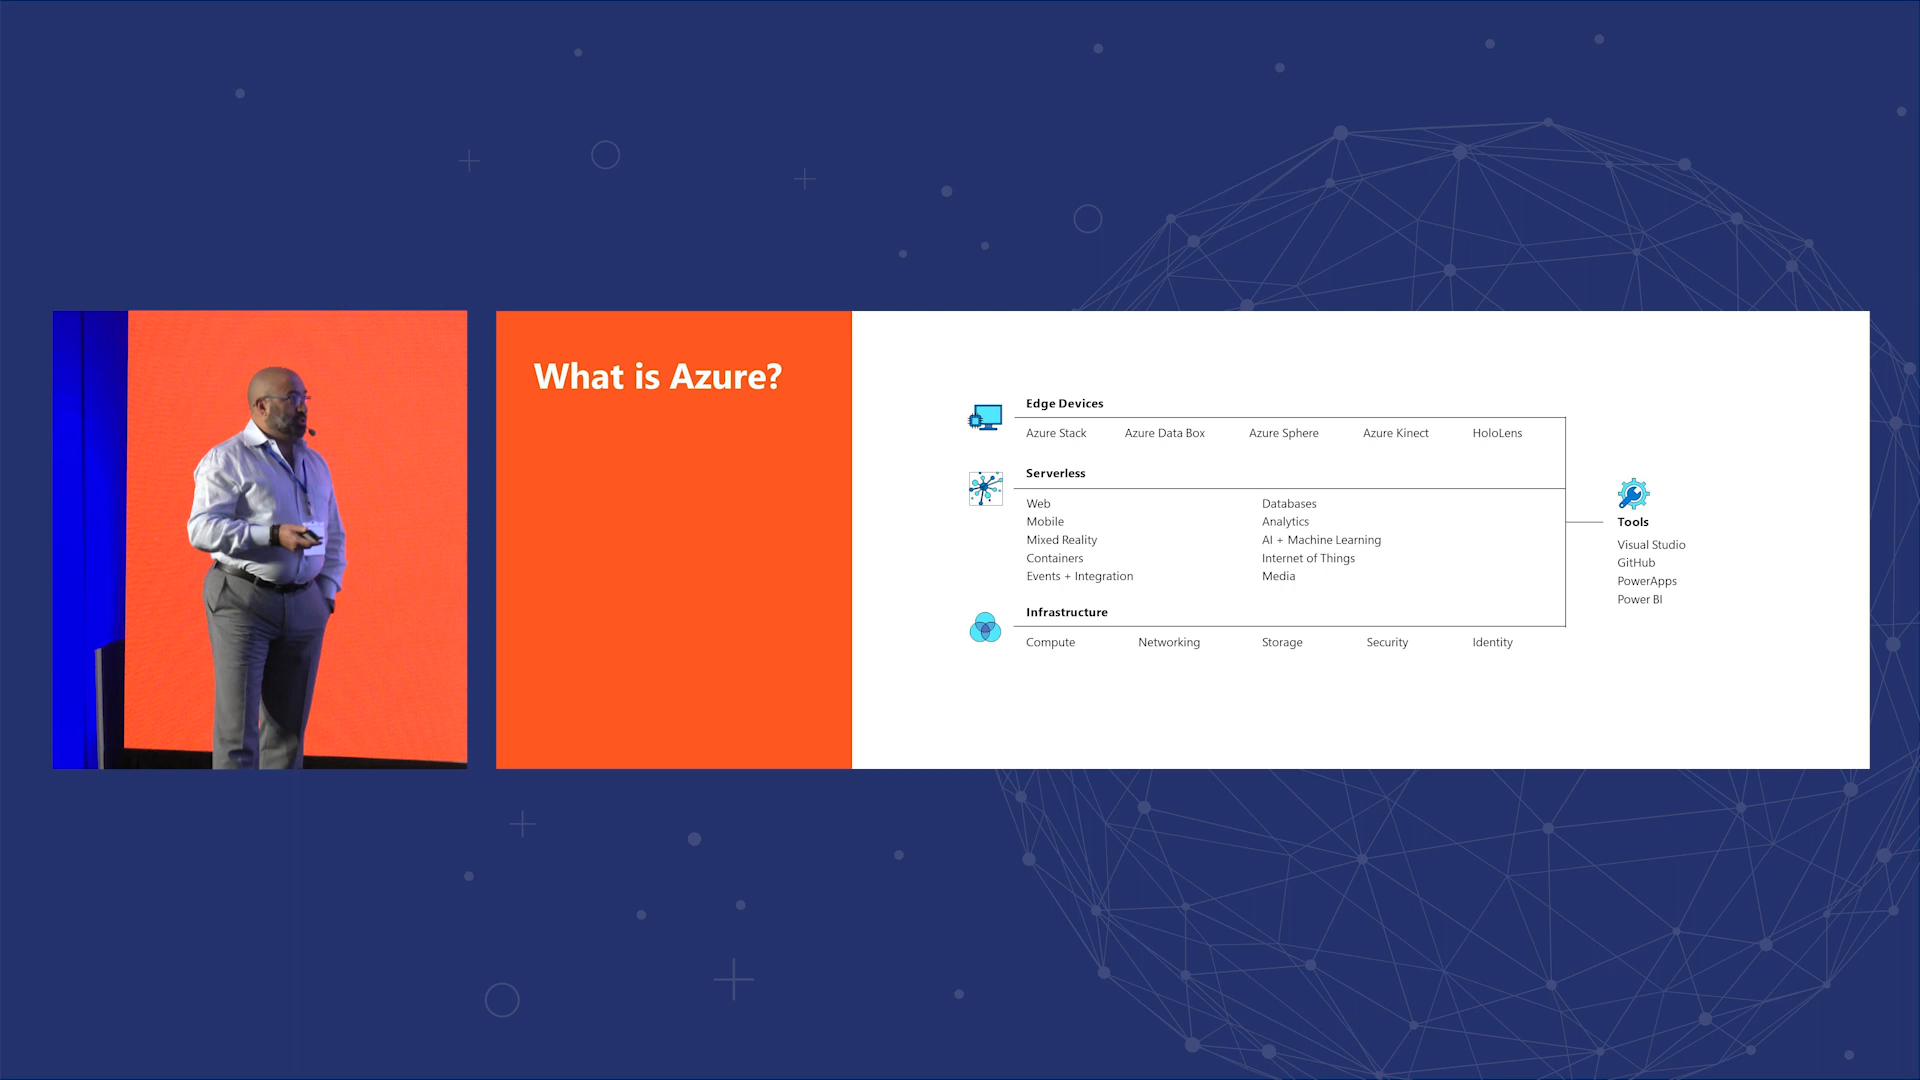 What is Azure?
Edge Devices
Azure Stack Azure Data Box Azure Sphere Azure Kinect HoloLens
Serverless
Web Databases
Mobile Analytics
Mixed Reality AI + Machine Learning
Containers Internet of Things
Events + Integration Media
Infrastructure
Compute Networking Storage Security Identity
Tools
Visual Studio
GitHub
PowerApps
Power BI